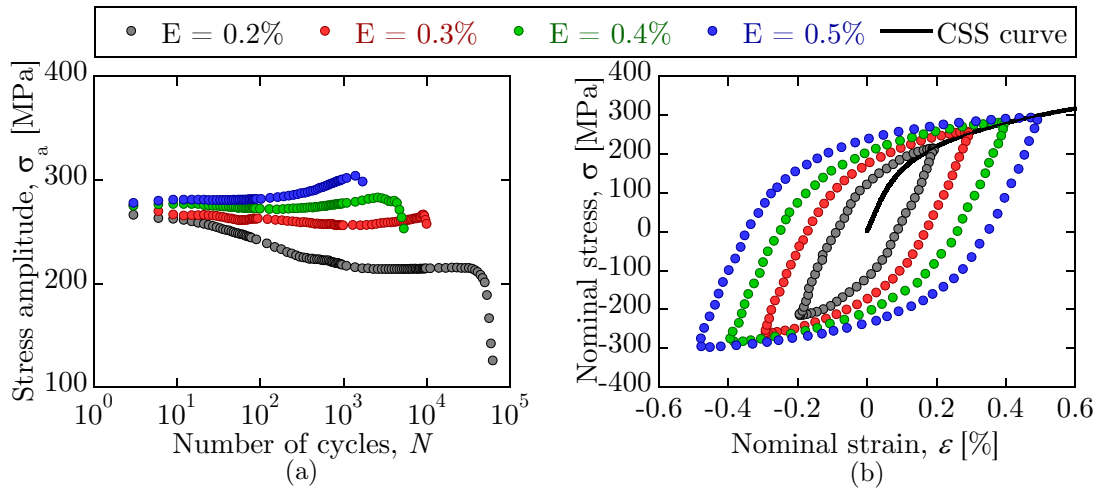 E = 0.2% E = 0.3% E = 0.4% E = 0.5% CSS curve
Stress amplitude, σa [MPa]
400
300
200
100
10^0 10^1 10^2 10^3 10^4 10^5
Number of cycles, N
(a)
Nominal stress, σ [MPa]
400
300
200
100
0
-100
-200
-300
-400
-0.6 -0.4 -0.2 0 0.2 0.4 0.6
Nominal strain, ε [%]
(b)